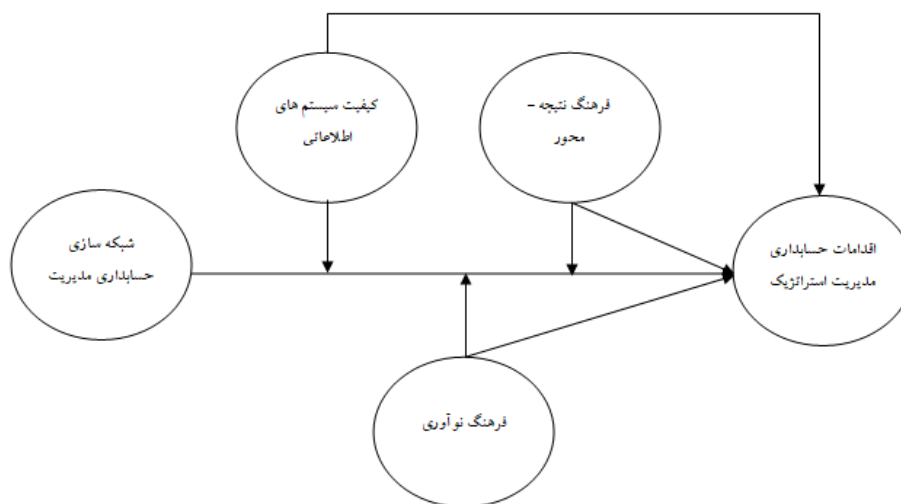 کیفیت سیستم های
اطلاعاتی
فرهنگ نتیجه –
محور
شبکه سازی
حسابداری مدیریت
اقدامات حسابداری
مدیریت استراتژیک
فرهنگ نوآوری